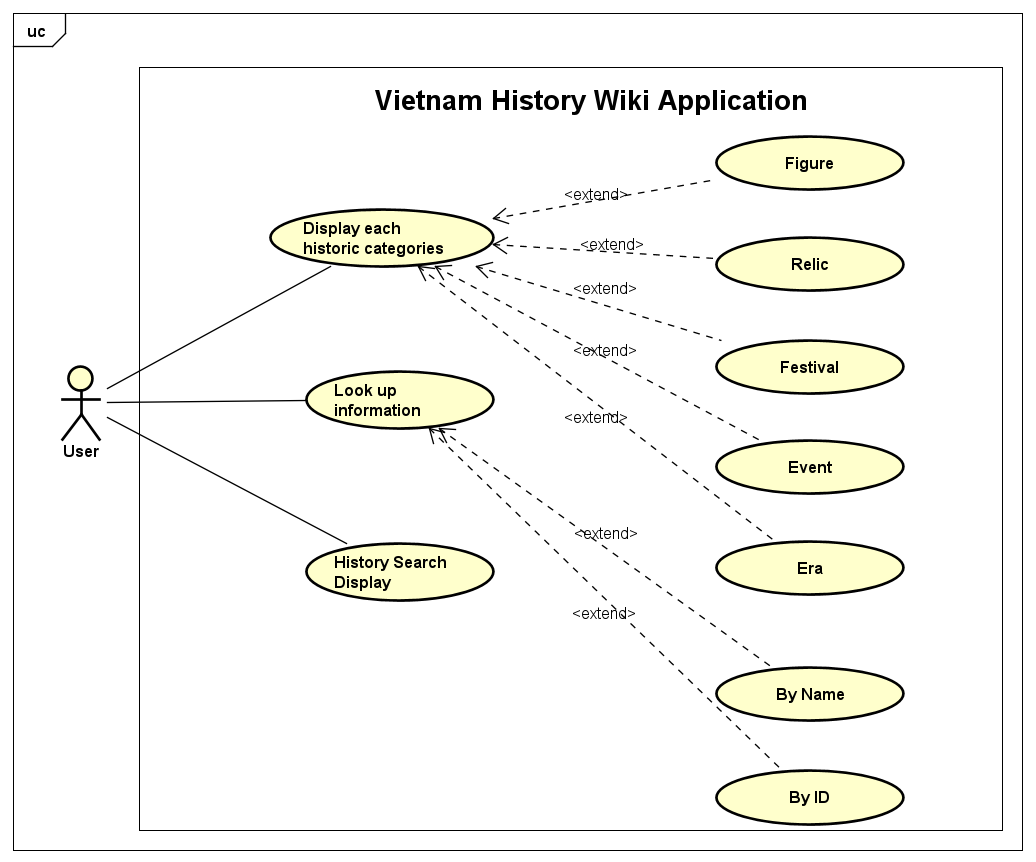 uc
Vietnam History Wiki Application
Figure
<extend>
Display each
historic categories
<extend>
Relic
<extend>
Festival
<extend>
Look up
information
<extend>
Event
User
<extend>
History Search
Display
Era
<extend>
<extend>
By Name
By ID